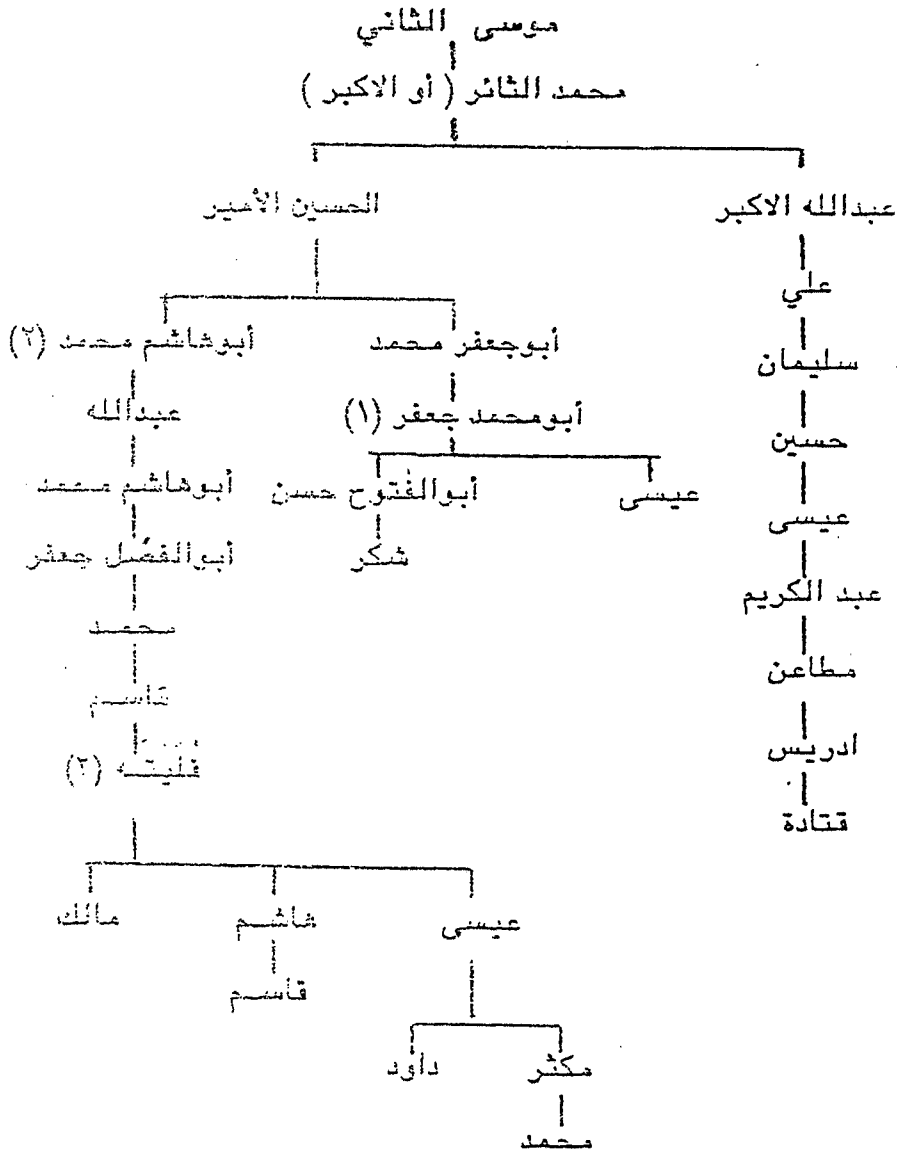 موسى الثاني
محمد الثائر ( أو الاكبر )
عبدالله الاكبر
الحسين الأمير
علي
أبوجعفر محمد
أبوهاشم محمد (٢)
سليمان
أبومحمد جعفر (١)
عبدالله
حسين
عيسى
أبوالفتوح حسن
أبوهاشم محمد
عيسى
شكر
أبوالفضل جعفر
عبد الكريم
محمد
مطاعن
قاسم
ادريس
فليته (٣)
قتادة
عيسى
هاشم
مالك
قاسم
مكثر
داود
محمد